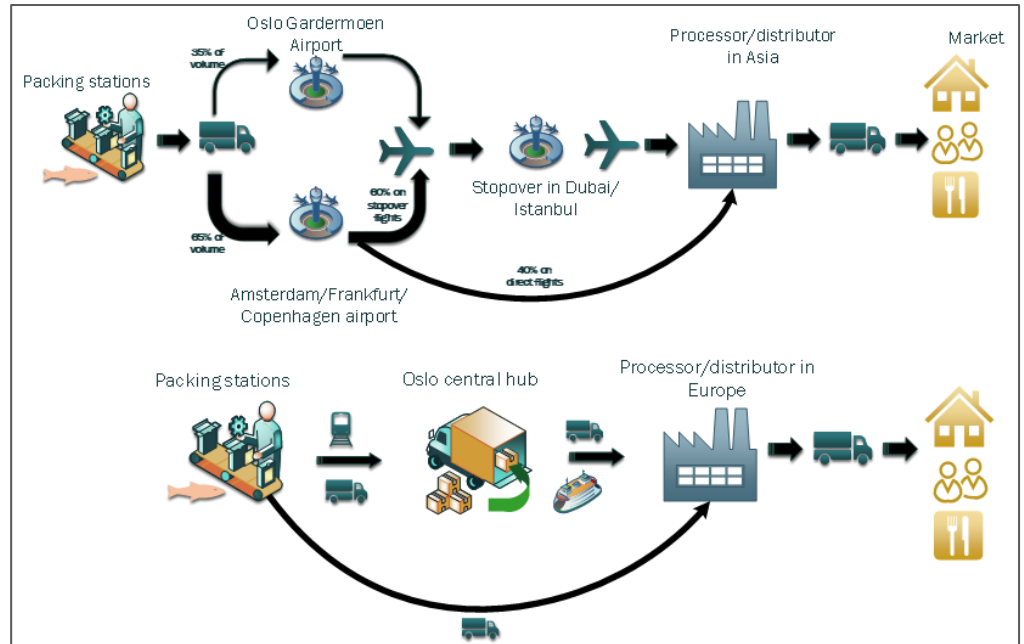 Oslo Gardermoen
Airport
Processor/distributor
in Asia
Market
35% of
volume
Packing stations
Stopover in Dubai/
Istanbul
60% on
stopover
flights
65% of
volume
40% on
direct flights
Amsterdam/Frankfurt/
Copenhagen airport
Packing stations
Oslo central hub
Processor/distributor in
Europe